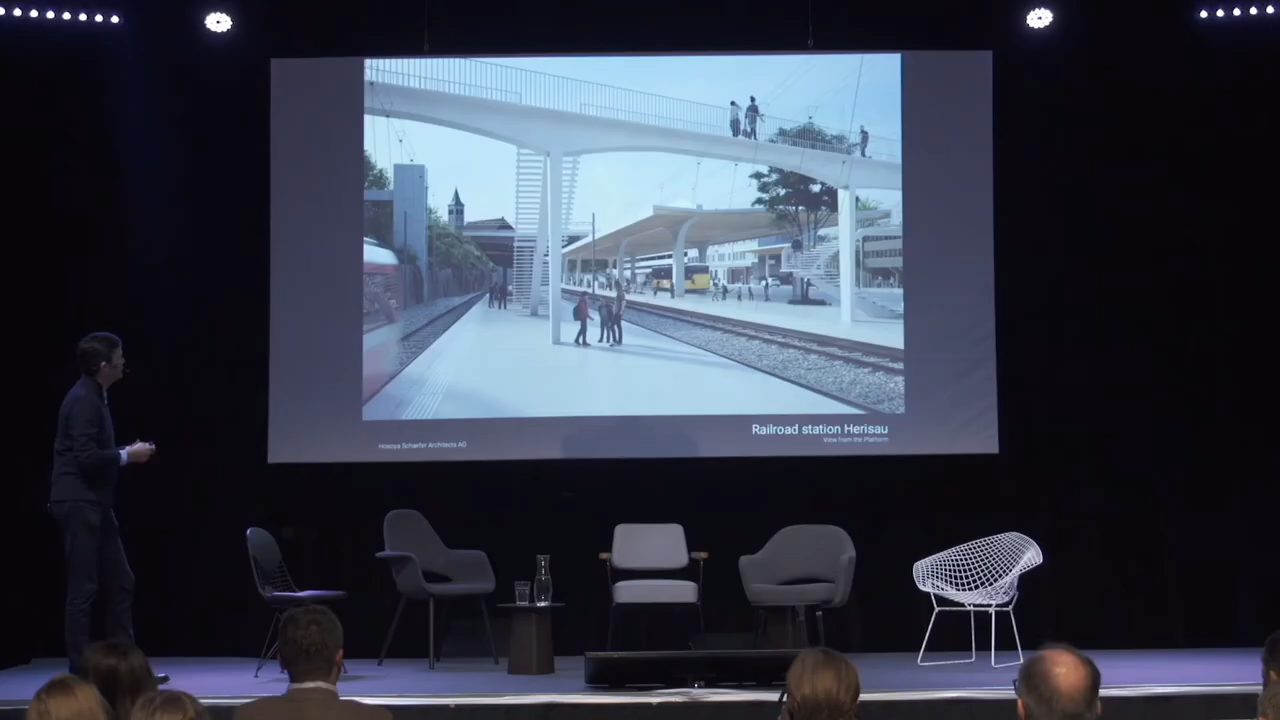 Railroad station Herisau
View from the Platform
Hosoya Schaefer Architects AG